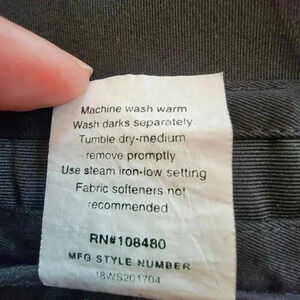 Machine wash warm
Wash darks separately
Tumble dry-medium
remove promptly
Use steam iron-low setting
Fabric softeners not
recommended
RN#108480
MFG STYLE NUMBER
18WS201704